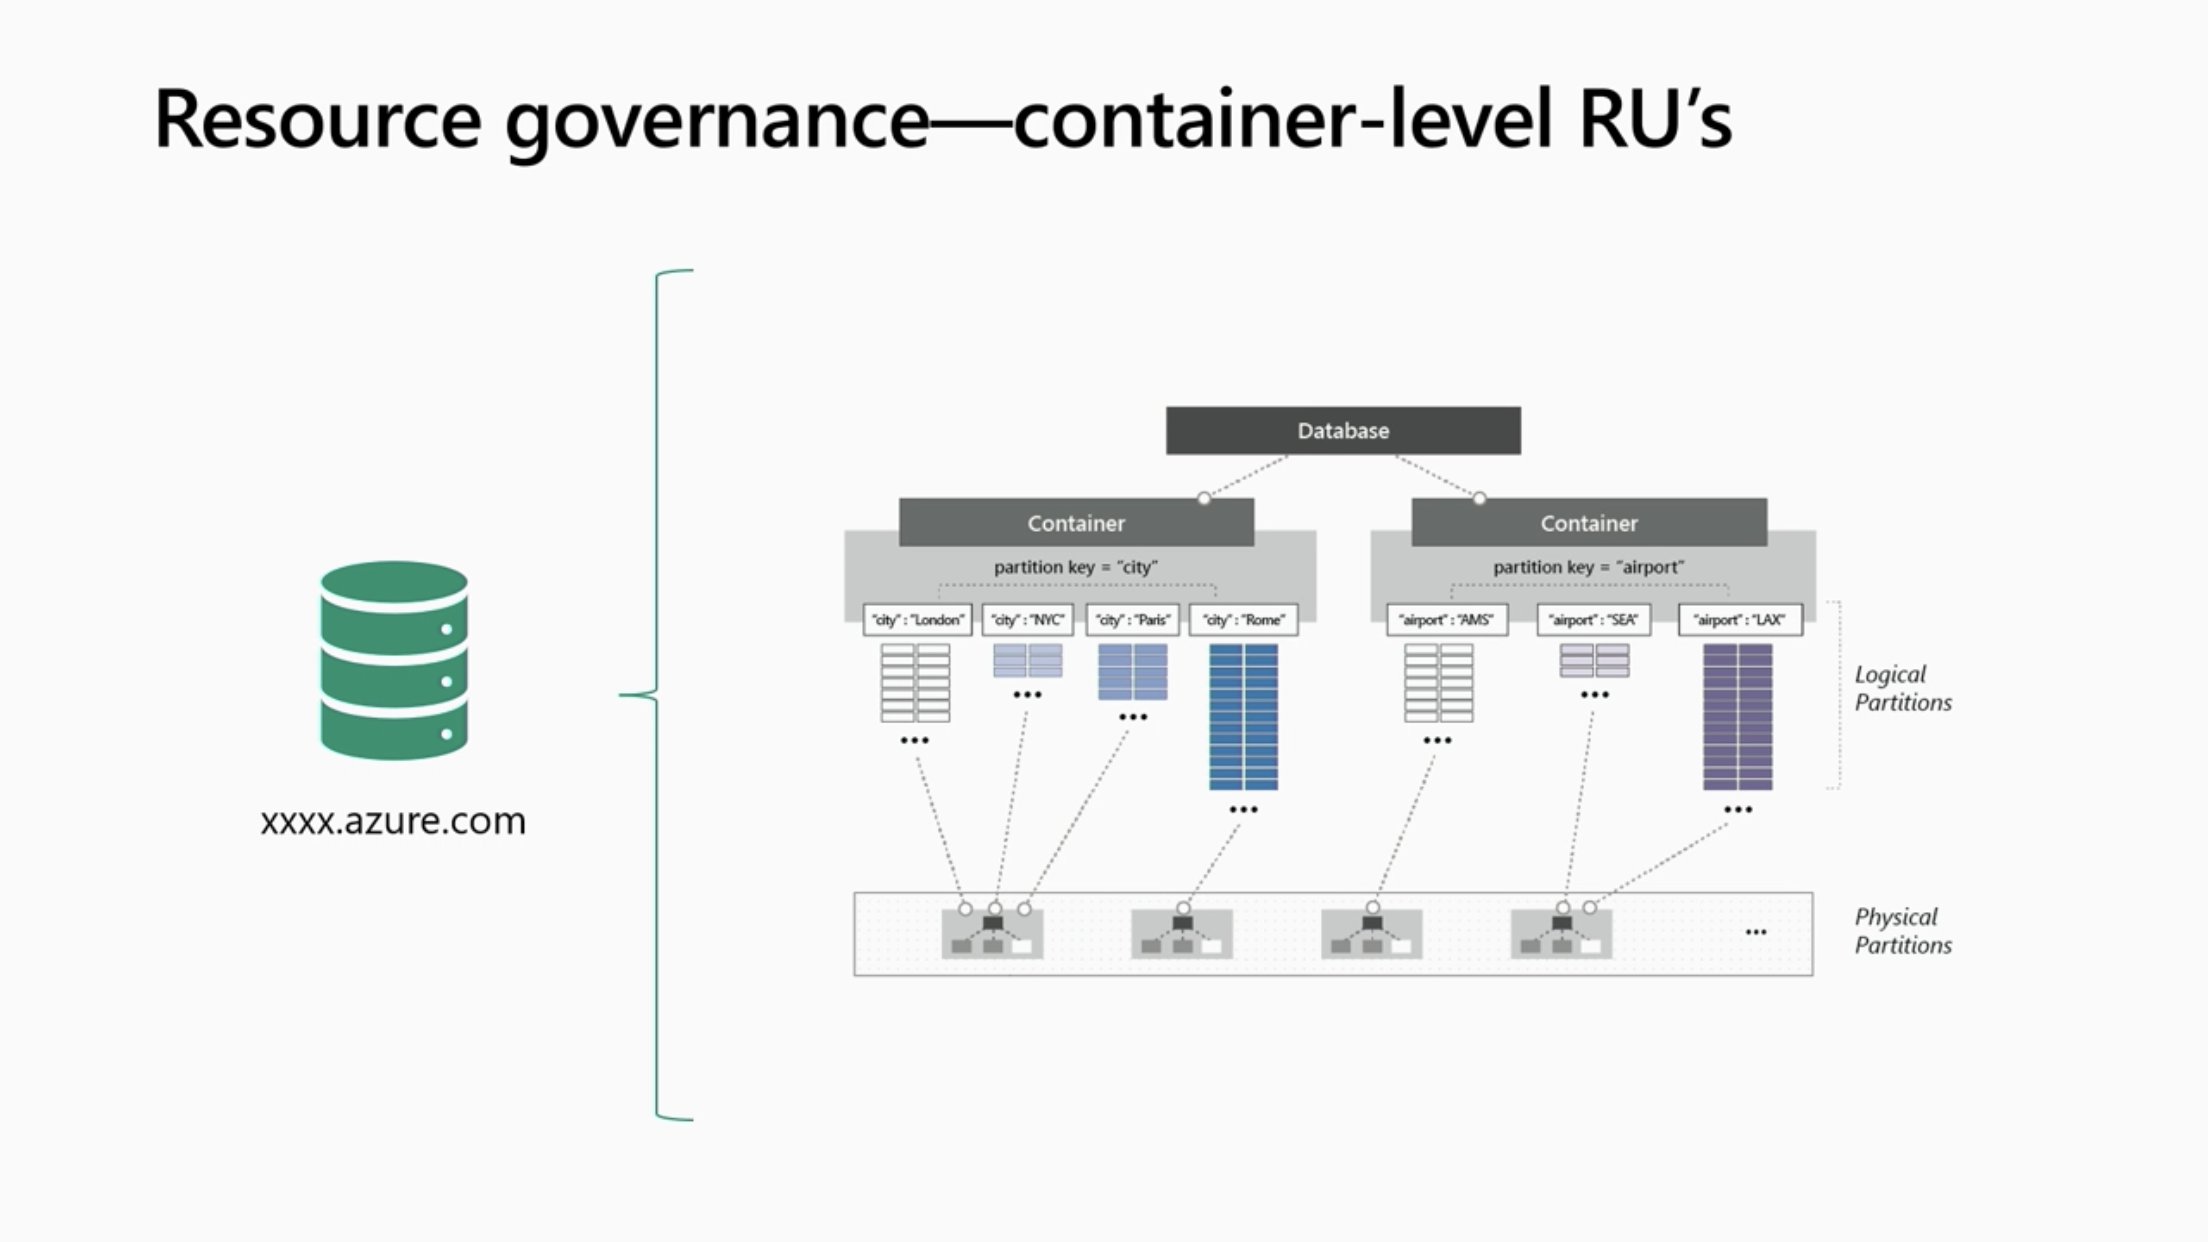 Resource governance—container-level RU’s
Database
Container
Container
partition key = “city”
partition key = “airport”
“city” : “London”
“city” : “NYC”
“city” : “Paris”
“city” : “Rome”
“airport” : “AMS”
“airport” : “SEA”
“airport” : “LAX”
Logical
Partitions
xxxx.azure.com
Physical
Partitions